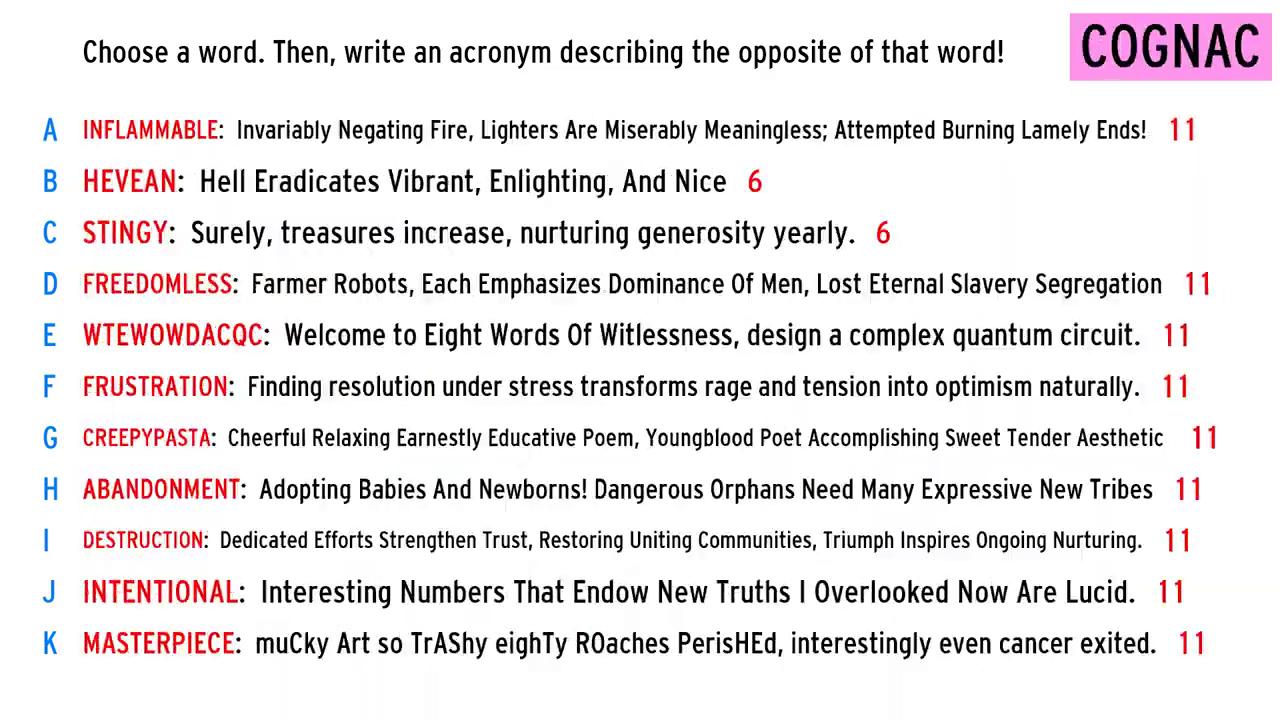 Choose a word. Then, write an acronym describing the opposite of that word!
COGNAC
A INFLAMMABLE: Invariably Negating Fire, Lighters Are Miserably Meaningless; Attempted Burning Lamely Ends! 11
B HEVEAN: Hell Eradicates Vibrant, Enlighting, And Nice 6
C STINGY: Surely, treasures increase, nurturing generosity yearly. 6
D FREEDOMLESS: Farmer Robots, Each Emphasizes Dominance Of Men, Lost Eternal Slavery Segregation 11
E WTEWOWDACQC: Welcome to Eight Words Of Witlessness, design a complex quantum circuit. 11
F FRUSTRATION: Finding resolution under stress transforms rage and tension into optimism naturally. 11
G CREEPYPASTA: Cheerful Relaxing Earnestly Educative Poem, Youngblood Poet Accomplishing Sweet Tender Aesthetic 11
H ABANDONMENT: Adopting Babies And Newborns! Dangerous Orphans Need Many Expressive New Tribes 11
I DESTRUCTION: Dedicated Efforts Strengthen Trust, Restoring Uniting Communities, Triumph Inspires Ongoing Nurturing. 11
J INTENTIONAL: Interesting Numbers That Endow New Truths I Overlooked Now Are Lucid. 11
K MASTERPIECE: muCky Art so TrAShy eighTy ROaches PerisHEd, interestingly even cancer exited. 11